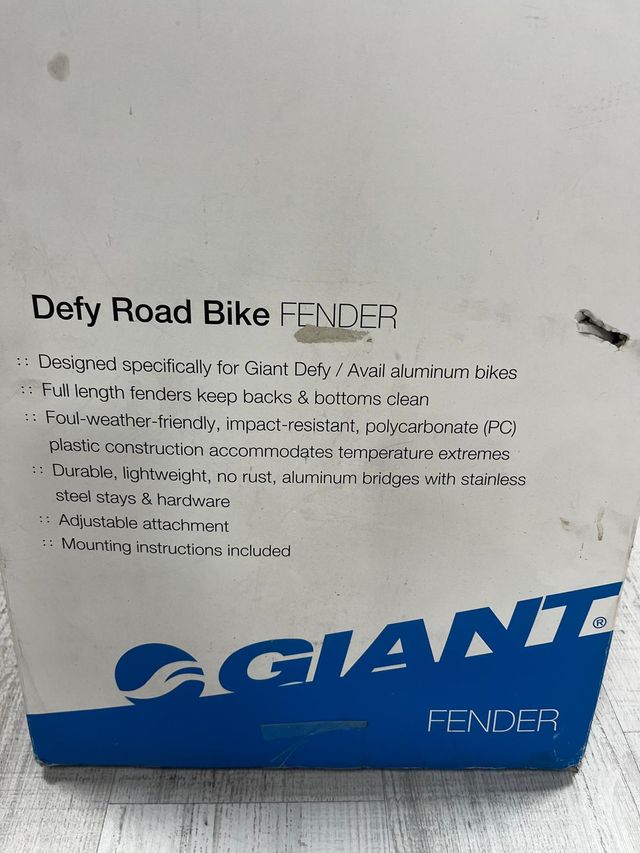 Defy Road Bike FENDER
:: Designed specifically for Giant Defy / Avail aluminum bikes
:: Full length fenders keep backs & bottoms clean
:: Foul-weather-friendly, impact-resistant, polycarbonate (PC)
plastic construction accommodates temperature extremes
:: Durable, lightweight, no rust, aluminum bridges with stainless
steel stays & hardware
:: Adjustable attachment
:: Mounting instructions included
GIANT®
FENDER